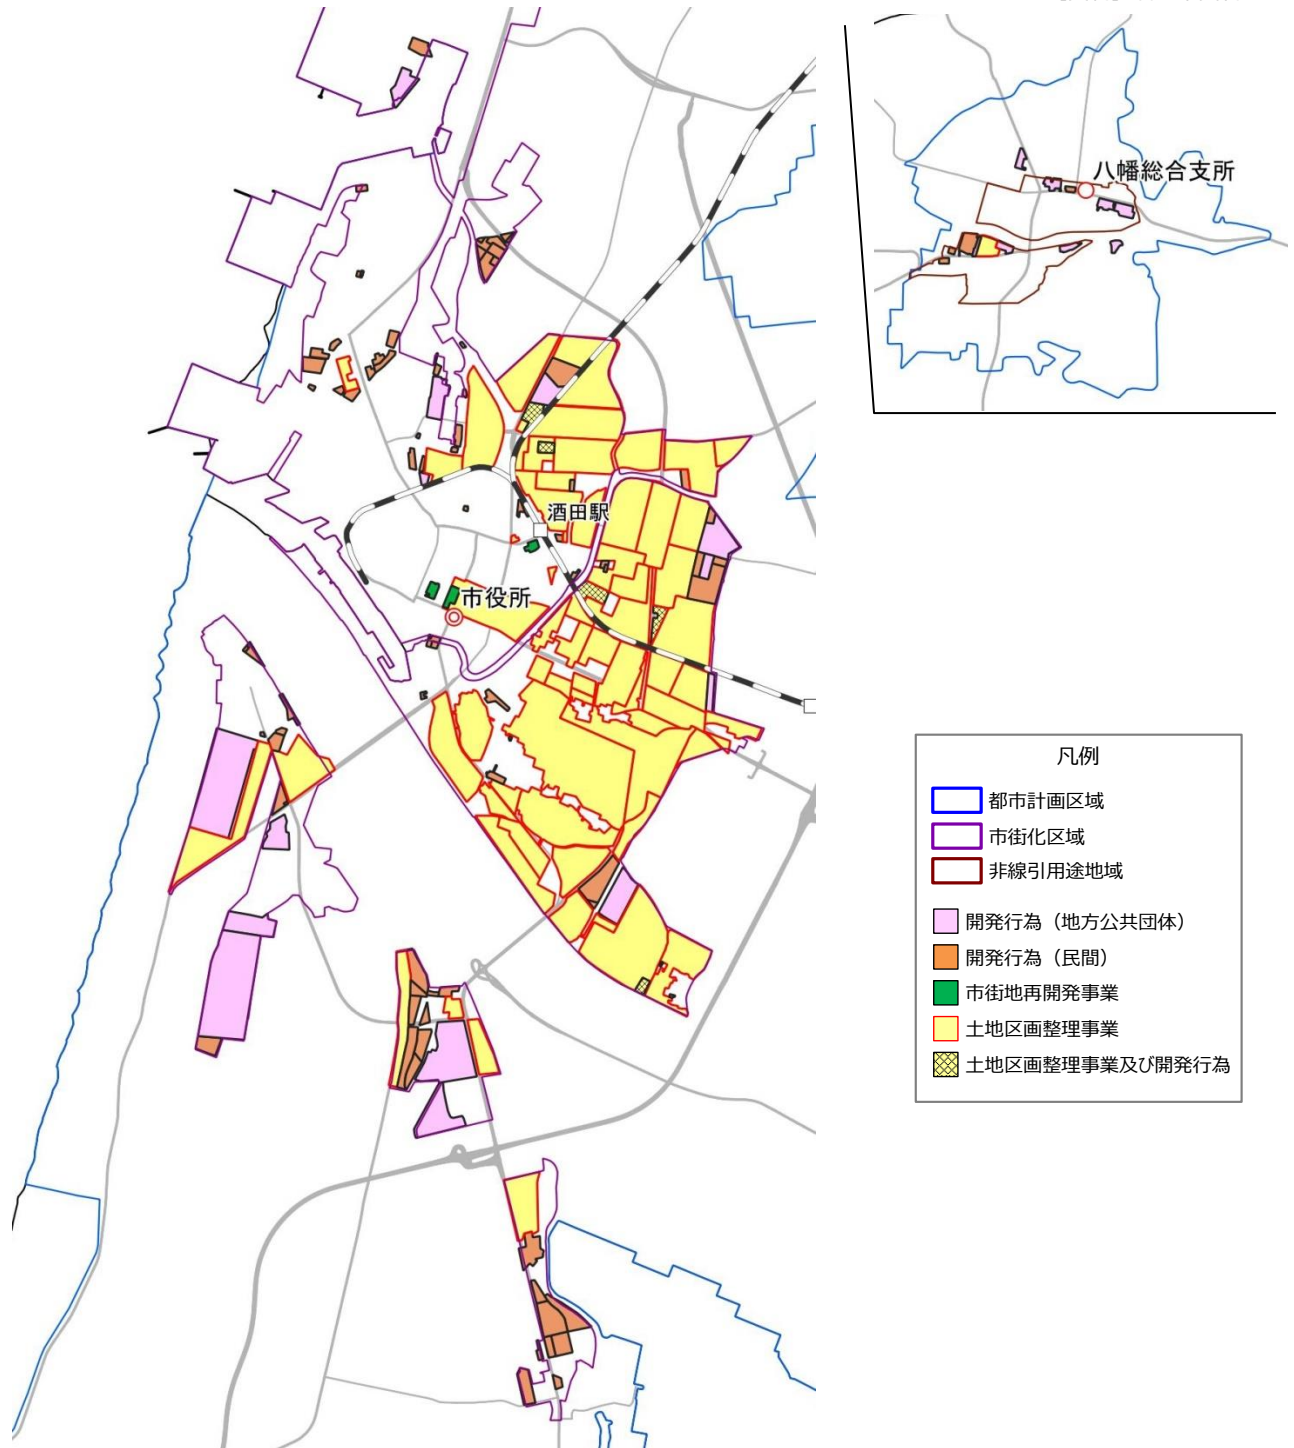 八幡総合支所
酒田駅
市役所
凡例
都市計画区域
市街化区域
非線引用途地域
開発行為（地方公共団体）
開発行為（民間）
市街地再開発事業
土地区画整理事業
土地区画整理事業及び開発行為